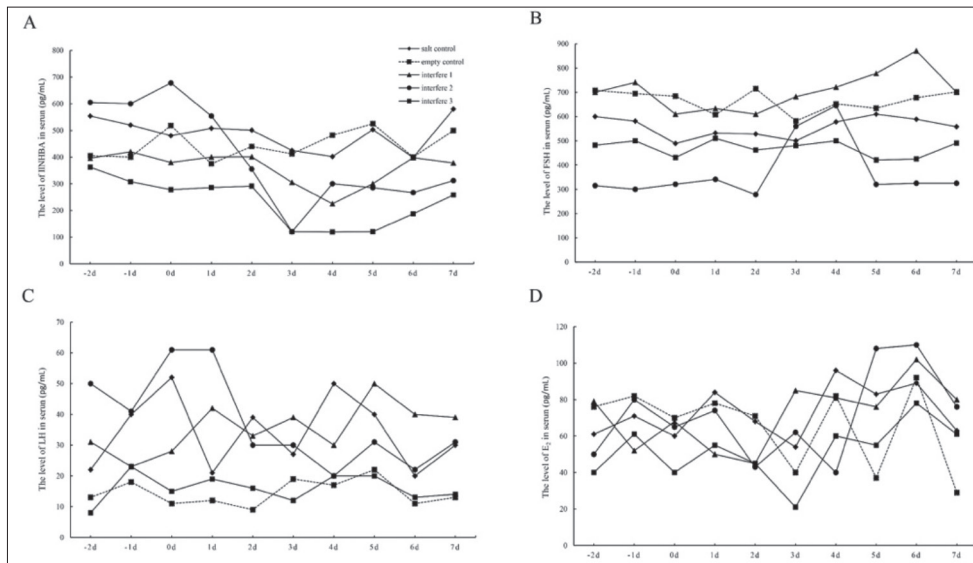 A
The level of IINHBA in serun (pg/mL)
800
700
600
500
400
300
200
100
0
-2d -1d 0d 1d 2d 3d 4d 5d 6d 7d
salt control
empty control
interfere 1
interfere 2
interfere 3
B
The level of FSH in serun (pg/mL)
900
800
700
600
500
400
300
200
100
0
-2d -1d 0d 1d 2d 3d 4d 5d 6d 7d
C
The level of LH in serun (pg/mL)
70
60
50
40
30
20
10
0
-2d -1d 0d 1d 2d 3d 4d 5d 6d 7d
D
The level of E₂ in serun (pg/mL)
120
100
80
60
40
20
0
-2d -1d 0d 1d 2d 3d 4d 5d 6d 7d